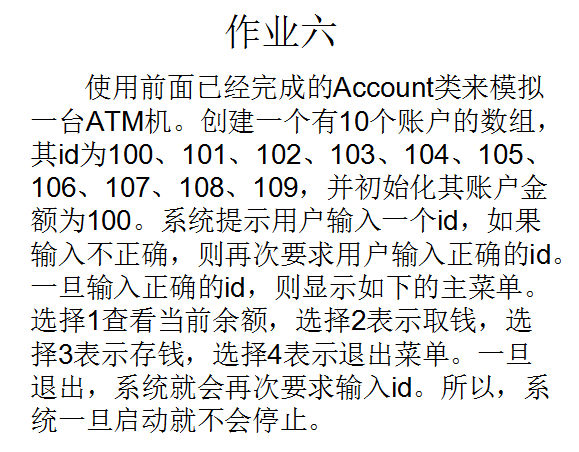 作业六
使用前面已经完成的Account类来模拟
一台ATM机。创建一个有10个账户的数组，
其id为100、101、102、103、104、105、
106、107、108、109，并初始化其账户金
额为100。系统提示用户输入一个id，如果
输入不正确，则再次要求用户输入正确的id。
一旦输入正确的id，则显示如下的主菜单。
选择1查看当前余额，选择2表示取钱，选
择3表示存钱，选择4表示退出菜单。一旦
退出，系统就会再次要求输入id。所以，系
统一旦启动就不会停止。